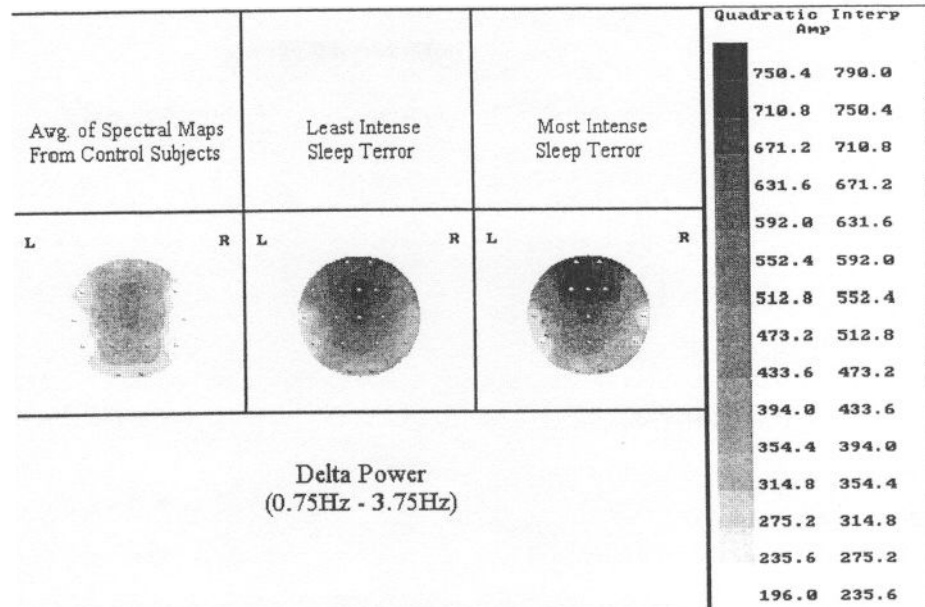 Quadratic Interp
Amp
Avg. of Spectral Maps
From Control Subjects
Least Intense
Sleep Terror
Most Intense
Sleep Terror
L R
L R
L R
750.4 790.0
710.8 750.4
671.2 710.8
631.6 671.2
592.0 631.6
552.4 592.0
512.8 552.4
473.2 512.8
433.6 473.2
394.0 433.6
354.4 394.0
314.8 354.4
275.2 314.8
235.6 275.2
196.0 235.6
Delta Power
(0.75Hz - 3.75Hz)